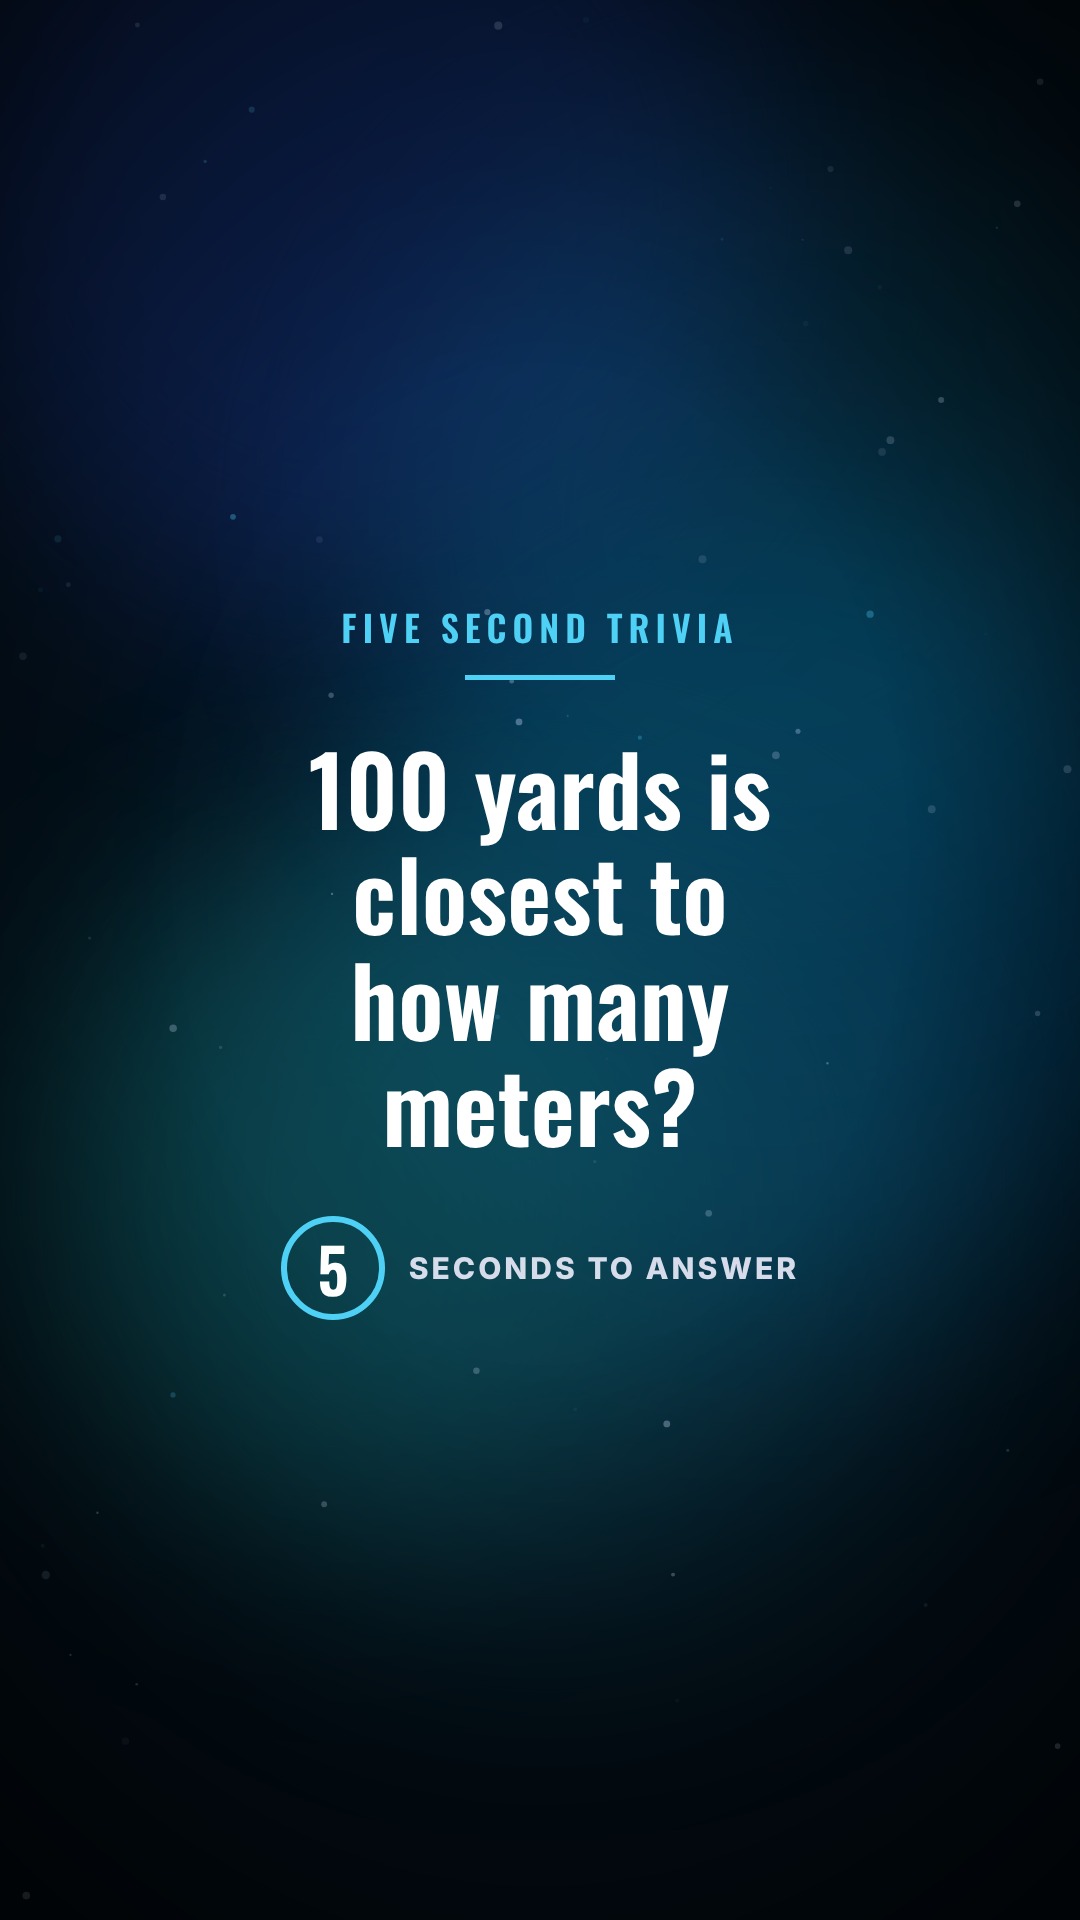 FIVE SECOND TRIVIA
100 yards is
closest to
how many
meters?
5 SECONDS TO ANSWER